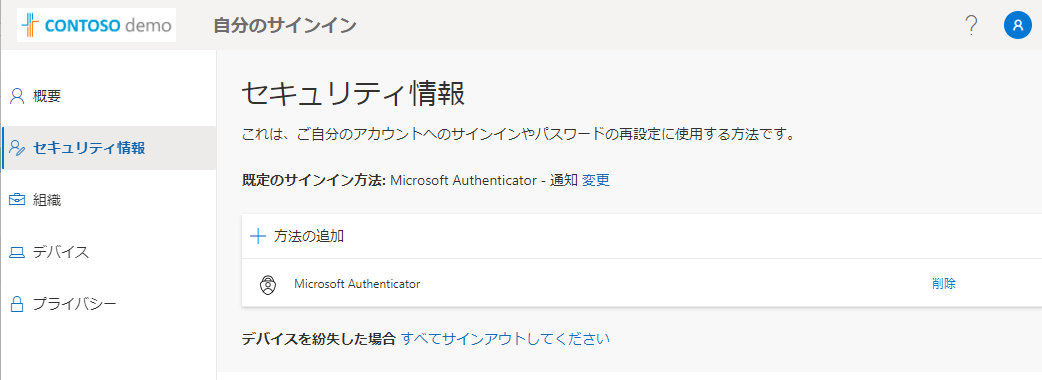 CONTOSO demo 自分のサインイン ?
概要
セキュリティ情報
組織
デバイス
プライバシー
セキュリティ情報
これは、ご自分のアカウントへのサインインやパスワードの再設定に使用する方法です。
既定のサインイン方法: Microsoft Authenticator - 通知 変更
+ 方法の追加
Microsoft Authenticator 削除
デバイスを紛失した場合 すべてサインアウトしてください